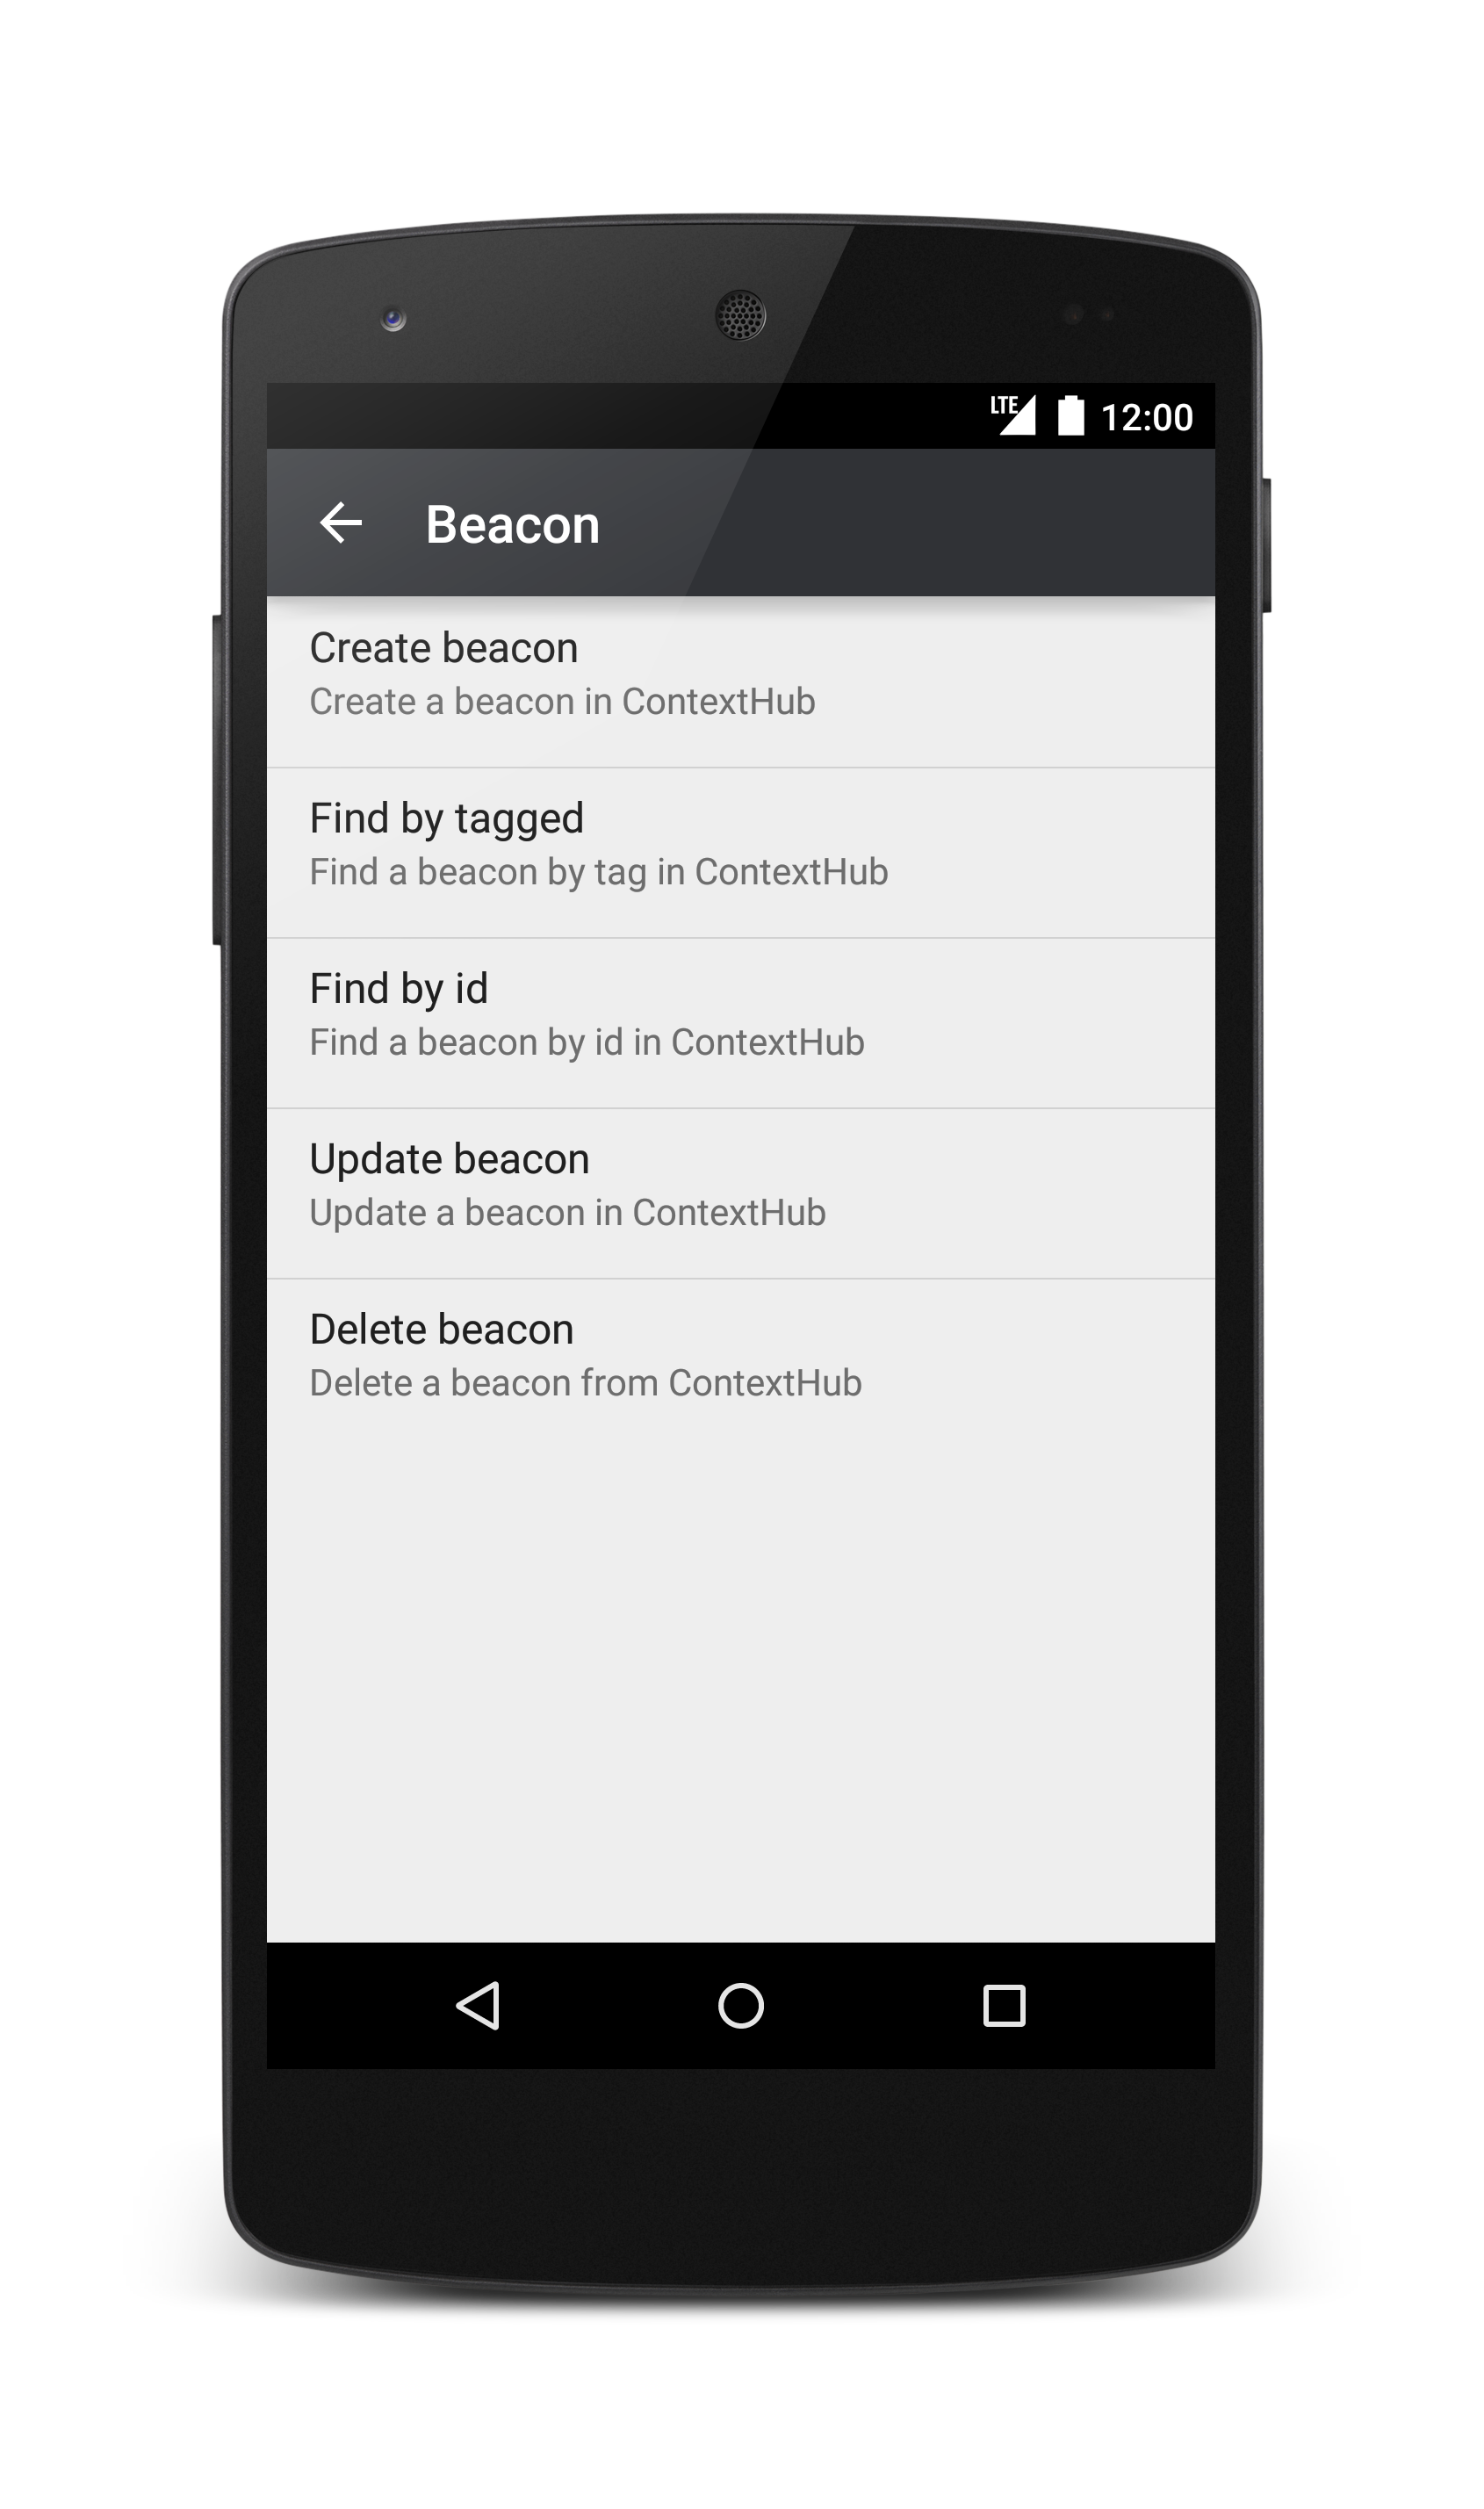 LTE 12:00
Beacon
Create beacon
Create a beacon in ContextHub
Find by tagged
Find a beacon by tag in ContextHub
Find by id
Find a beacon by id in ContextHub
Update beacon
Update a beacon in ContextHub
Delete beacon
Delete a beacon from ContextHub